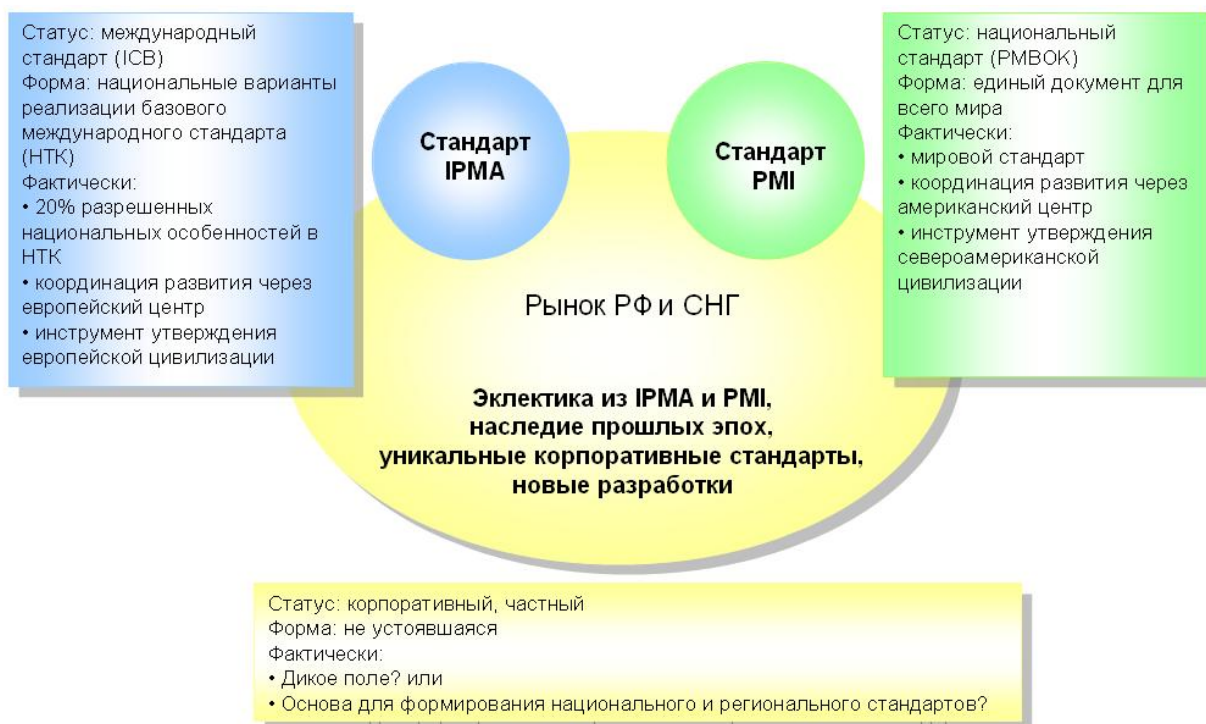 Статус: международный
стандарт (ICB)
Форма: национальные варианты
реализации базового
международного стандарта
(НТК)
Фактически:
• 20% разрешенных
национальных особенностей в
НТК
• координация развития через
европейский центр
• инструмент утверждения
европейской цивилизации
Стандарт
IPMA
Стандарт
PMI
Статус: национальный
стандарт (PMBOK)
Форма: единый документ для
всего мира
Фактически:
• мировой стандарт
• координация развития через
американский центр
• инструмент утверждения
североамериканской
цивилизации
Рынок РФ и СНГ
Эклектика из IPMA и PMI,
наследие прошлых эпох,
уникальные корпоративные стандарты,
новые разработки
Статус: корпоративный, частный
Форма: не устоявшаяся
Фактически:
• Дикое поле? или
• Основа для формирования национального и регионального стандартов?